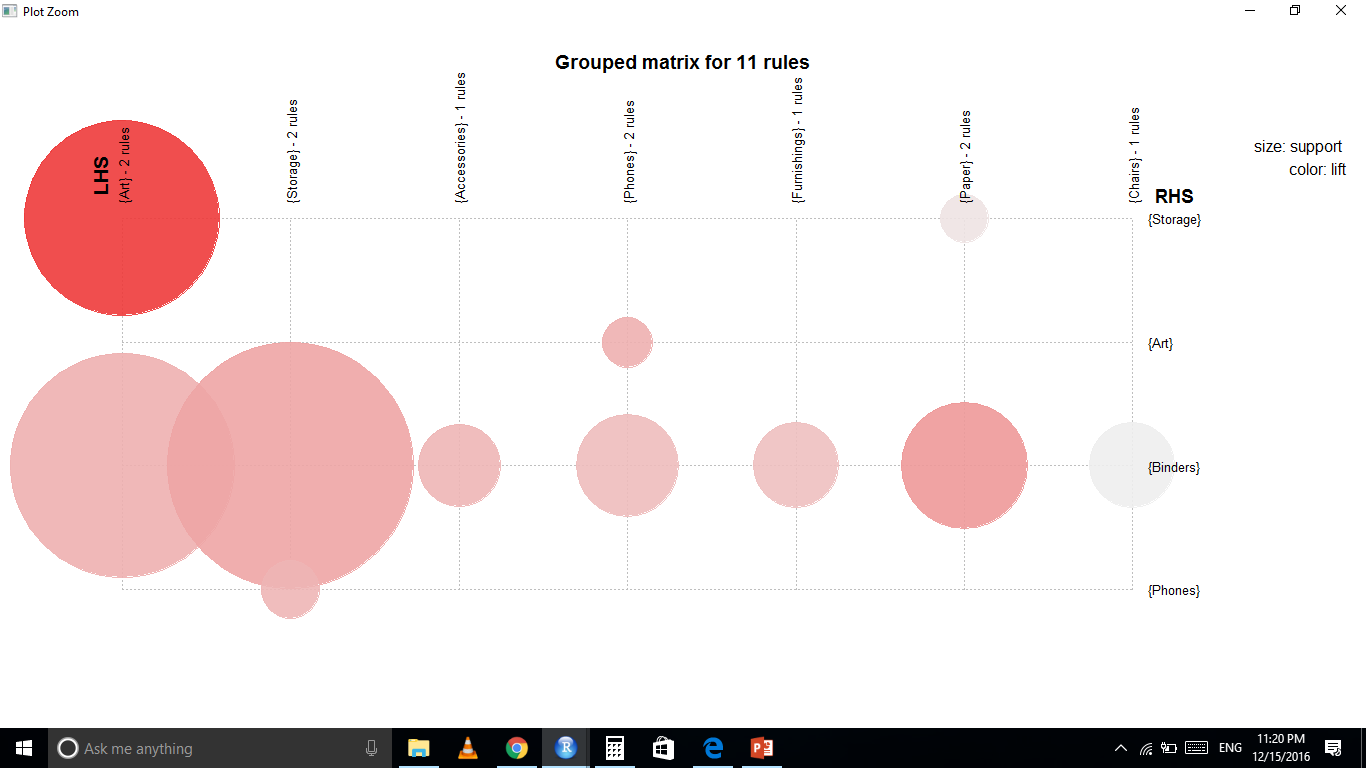 Plot Zoom
Grouped matrix for 11 rules
size: support
color: lift
LHS
{Art} - 2 rules
{Storage} - 2 rules
{Accessories} - 1 rules
{Phones} - 2 rules
{Furnishings} - 1 rules
{Paper} - 2 rules
{Chairs} - 1 rules
RHS
{Storage}
{Art}
{Binders}
{Phones}
Ask me anything
R
P
ENG
11:20 PM
12/15/2016